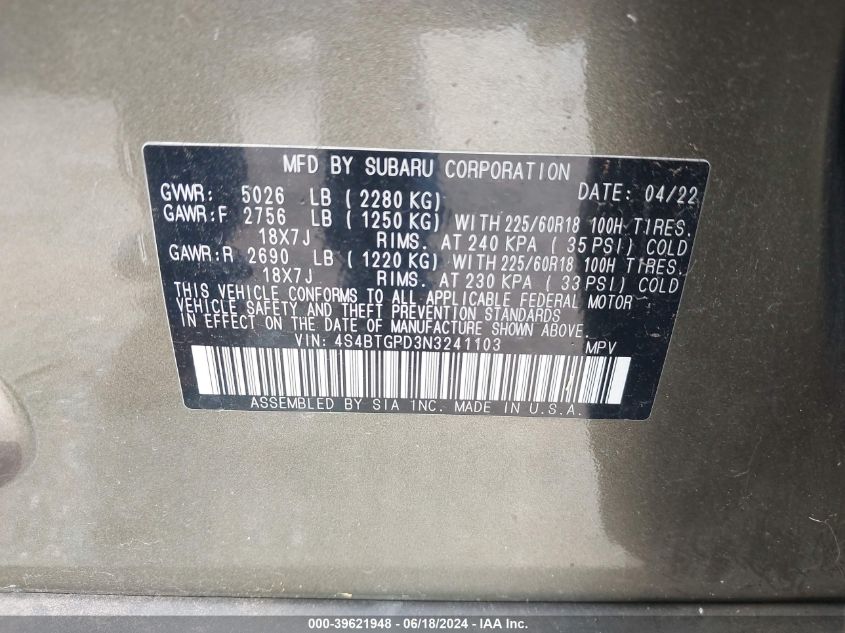 MFD BY SUBARU CORPORATION
GVWR: 5026 LB (2280 KG) DATE: 04/22
GAWR:F 2756 LB (1250 KG) WITH 225/60R18 100H TIRES.
18X7J RIMS. AT 240 KPA (35 PSI) COLD
GAWR:R 2690 LB (1220 KG) WITH 225/60R18 100H TIRES.
18X7J RIMS. AT 230 KPA (33 PSI) COLD
THIS VEHICLE CONFORMS TO ALL APPLICABLE FEDERAL MOTOR
VEHICLE SAFETY AND THEFT PREVENTION STANDARDS
IN EFFECT ON THE DATE OF MANUFACTURE SHOWN ABOVE.
VIN: 4S4BTGPD3N3241103 MPV
ASSEMBLED BY SIA INC. MADE IN U.S.A.
000-39621948 - 06/18/2024 - IAAI.com